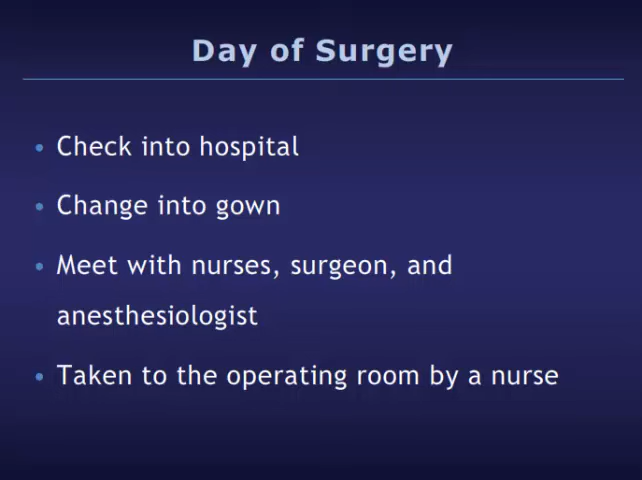 Day of Surgery
• Check into hospital
• Change into gown
• Meet with nurses, surgeon, and
anesthesiologist
• Taken to the operating room by a nurse